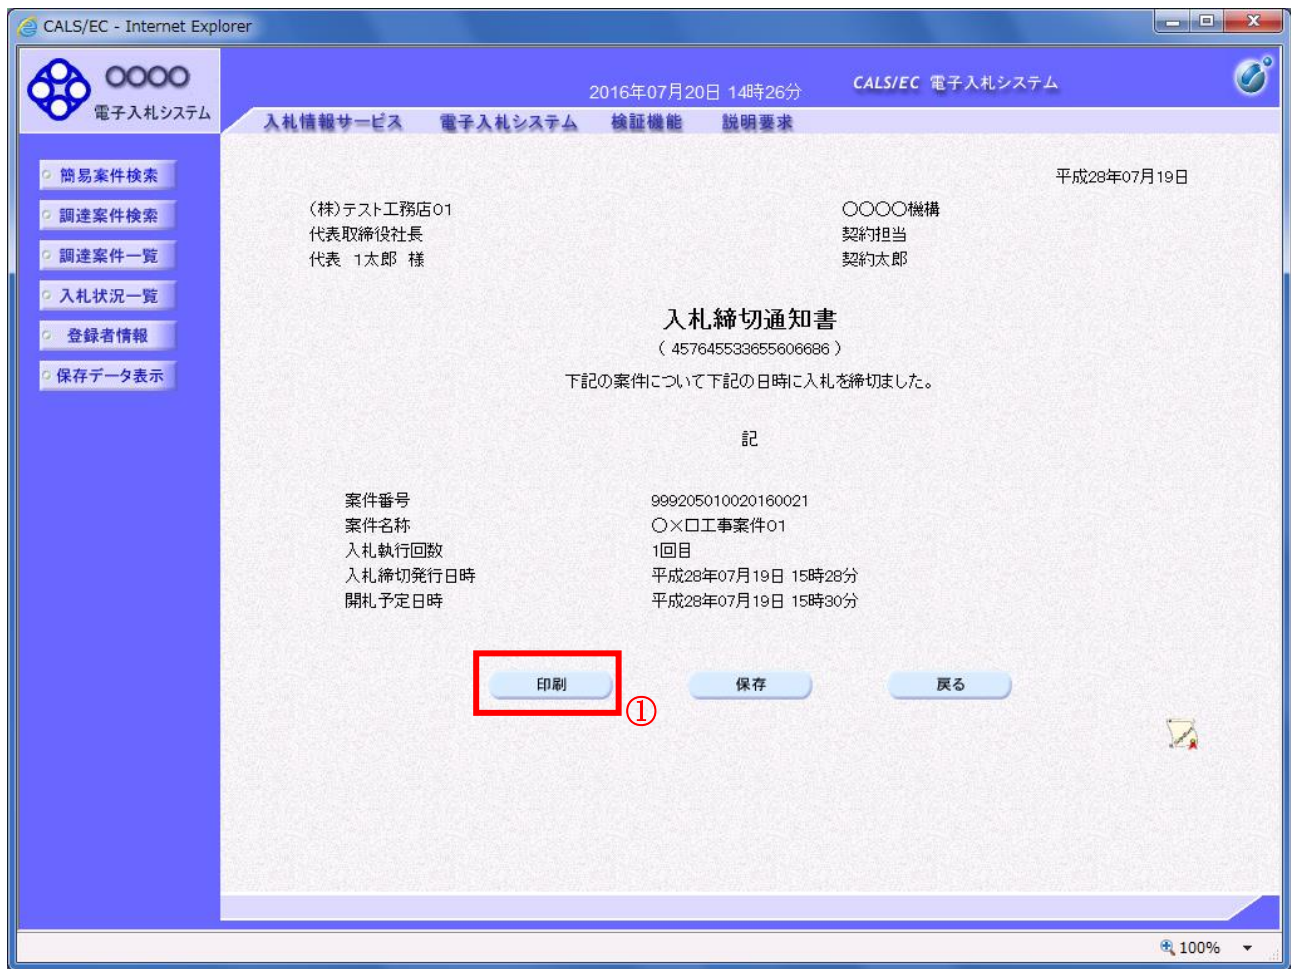 CALS/EC - Internet Explorer
○○○○
電子入札システム
2016年07月20日 14時26分
CALS/EC 電子入札システム
入札情報サービス 電子入札システム 検証機能 説明要求
簡易案件検索
調達案件検索
調達案件一覧
入札状況一覧
登録者情報
保存データ表示
平成28年07月19日
(株)テスト工務店01
代表取締役社長
代表 1太郎 様
○○○○機構
契約担当
契約太郎
入札締切通知書
( 457645533655606686 )
下記の案件について下記の日時に入札を締切ました。
記
案件番号 999205010020160021
案件名称 ○×口工事案件01
入札執行回数 1回目
入札締切発行日時 平成28年07月19日 15時28分
開札予定日時 平成28年07月19日 15時30分
印刷 保存 戻る
①
100%